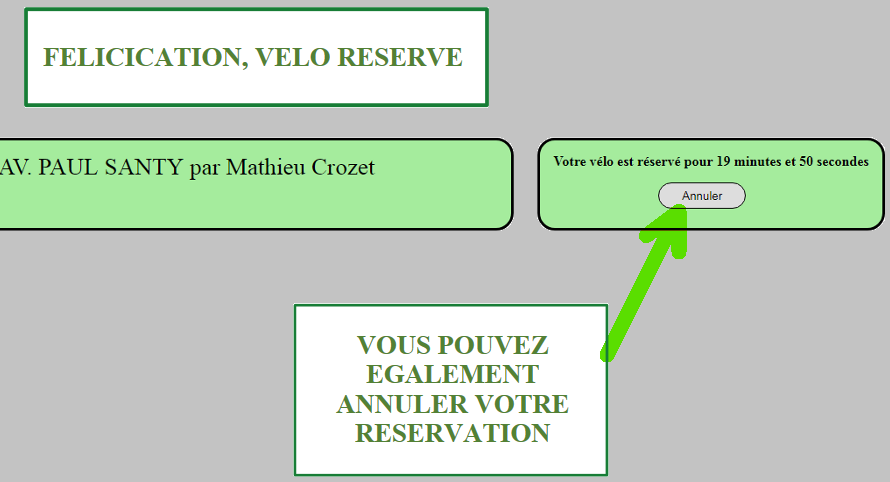 FELICICATION, VELO RESERVE
AV. PAUL SANTY par Mathieu Crozet
Votre vélo est réservé pour 19 minutes et 50 secondes
Annuler
VOUS POUVEZ
EGALEMENT
ANNULER VOTRE
RESERVATION